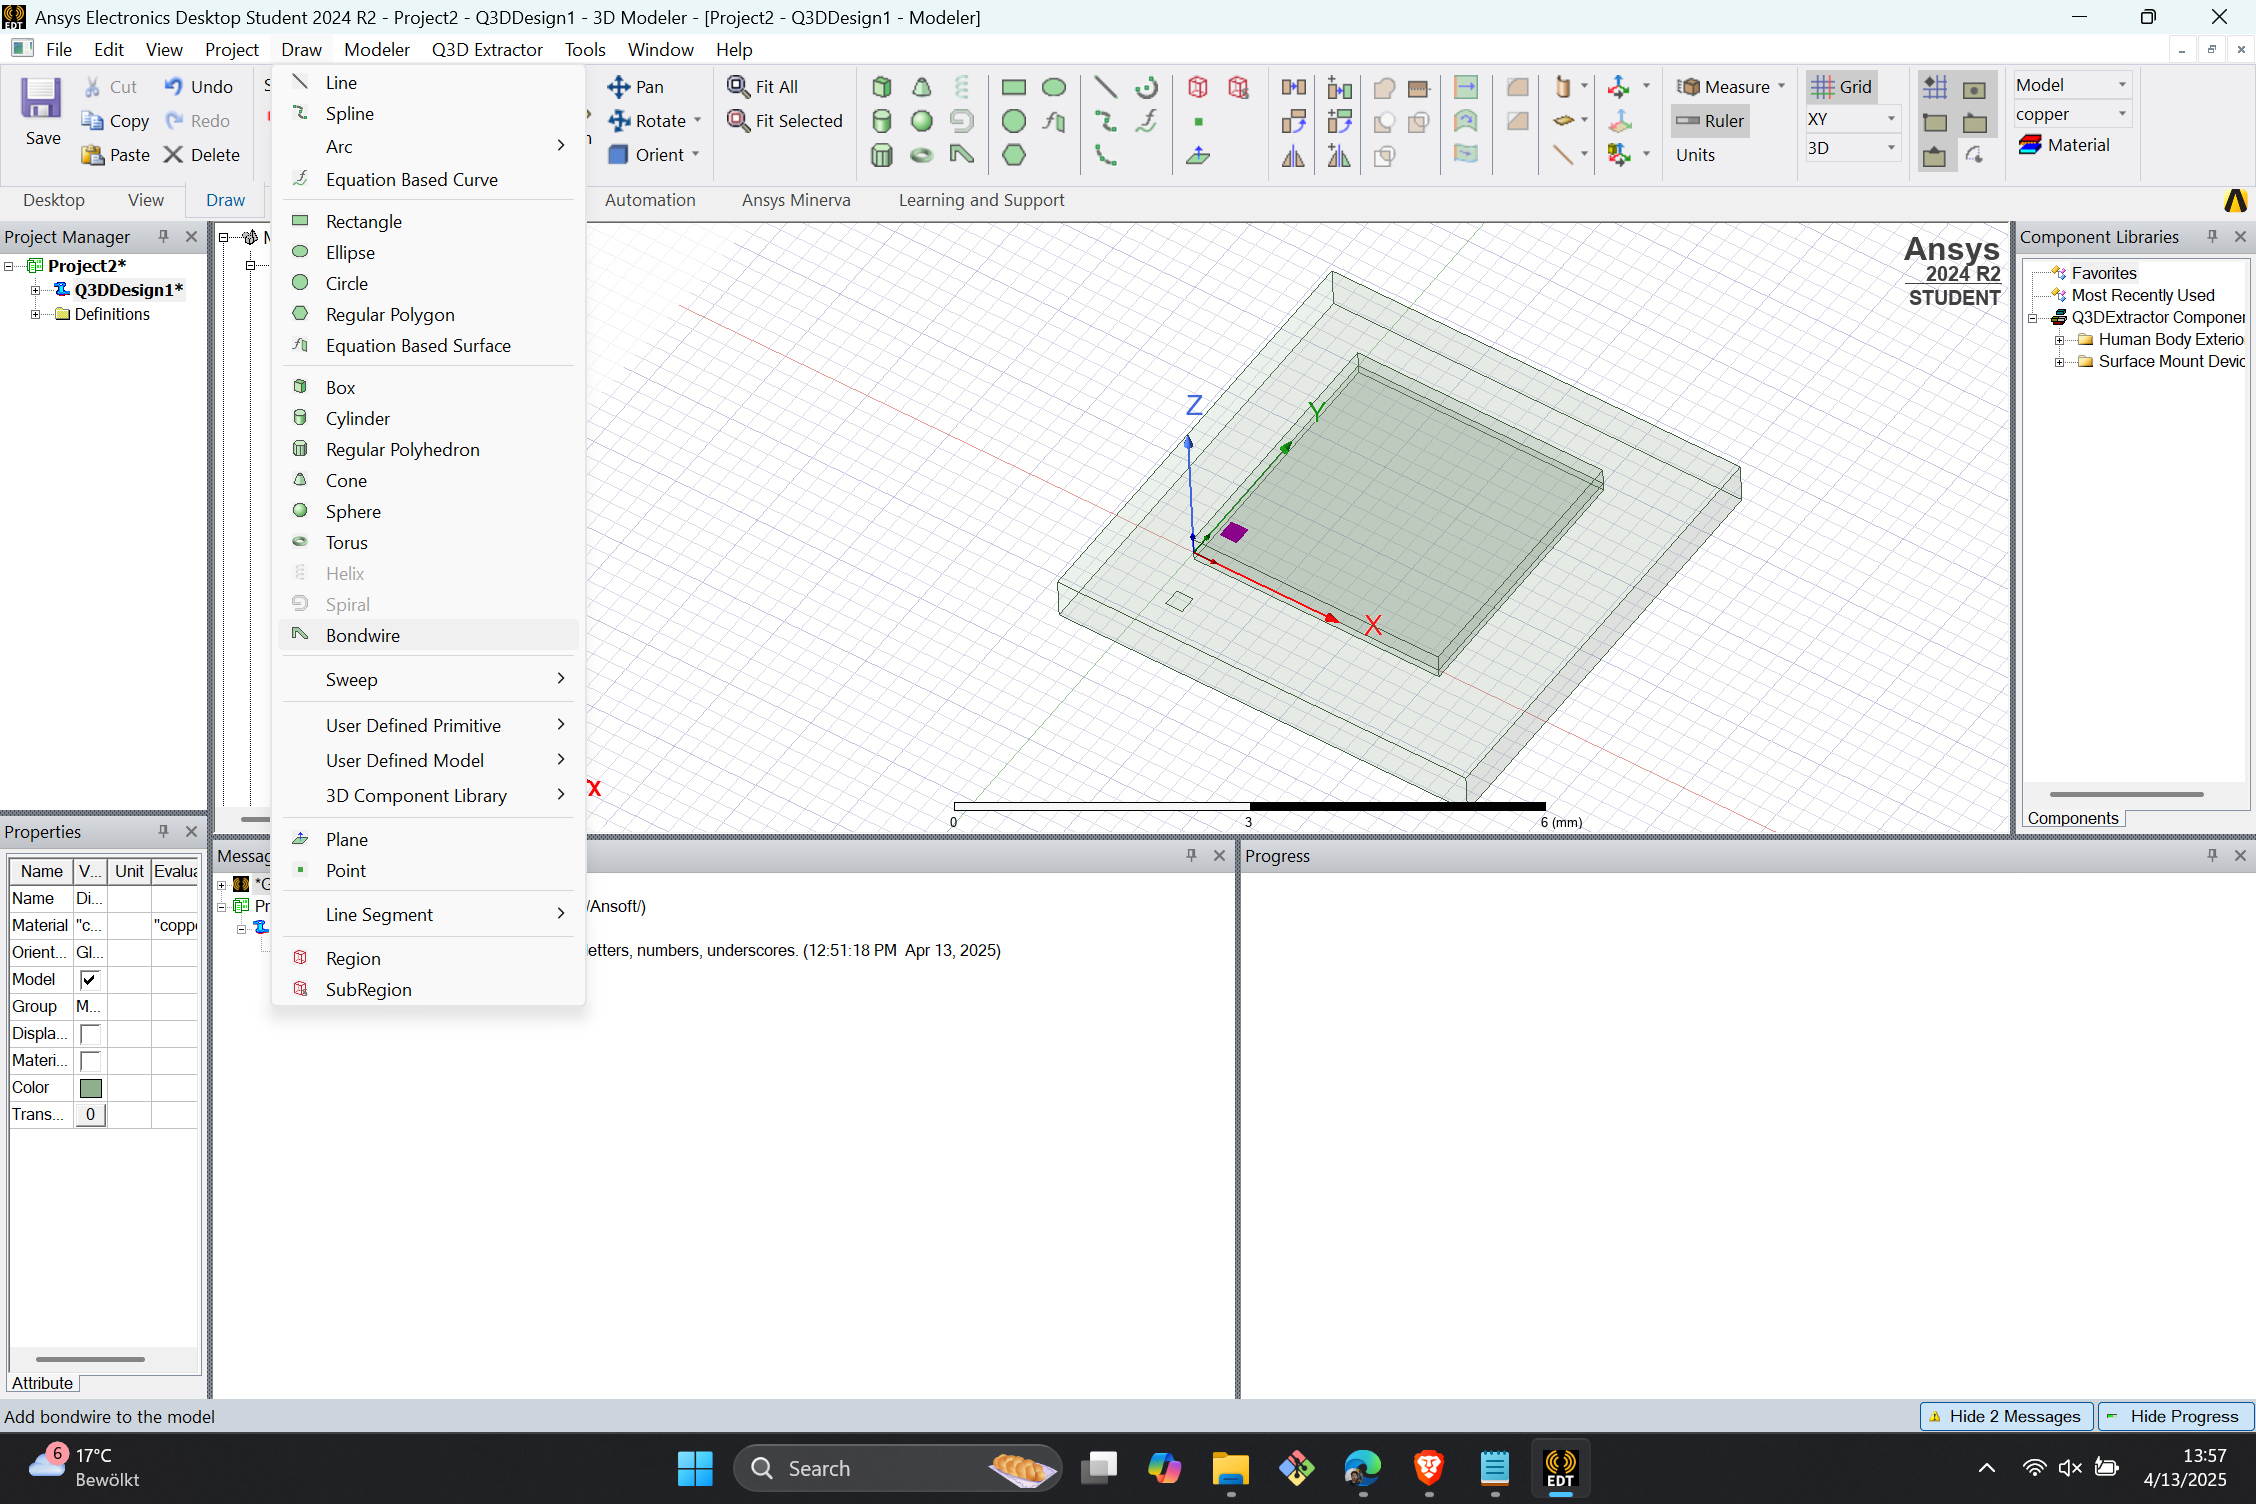 Ansys Electronics Desktop Student 2024 R2 - Project2 - Q3DDesign1 - 3D Modeler - [Project2 - Q3DDesign1 - Modeler]
File Edit View Project Draw Modeler Q3D Extractor Tools Window Help
Save
Cut
Copy
Paste
Undo
Redo
Delete
Pan
Rotate
Orient
Fit All
Fit Selected
Measure
Ruler
Units
Grid
XY
3D
Model
copper
Material
Desktop View Draw Automation Ansys Minerva Learning and Support
Line
Spline
Arc
Equation Based Curve
Rectangle
Ellipse
Circle
Regular Polygon
Equation Based Surface
Box
Cylinder
Regular Polyhedron
Cone
Sphere
Torus
Helix
Spiral
Bondwire
Sweep
User Defined Primitive
User Defined Model
3D Component Library
Plane
Point
Line Segment
Region
SubRegion
Project Manager
Project2*
Q3DDesign1*
Definitions
Ansys
2024 R2
STUDENT
Z
Y
X
X
0 3 6 (mm)
Component Libraries
Favorites
Most Recently Used
Q3DExtractor Componer
Human Body Exterio
Surface Mount Devic
Components
Properties
Name V... Unit Evalua
Name Di...
Material "c... "coppe
Orient... Gl...
Model
Group M...
Displa...
Materi...
Color
Trans... 0
Attribute
Messag
*G
Pr /Ansoft/)
etters, numbers, underscores. (12:51:18 PM Apr 13, 2025)
Progress
Add bondwire to the model
Hide 2 Messages
Hide Progress
6
17°C
Bewölkt
Search
EDT
13:57
4/13/2025